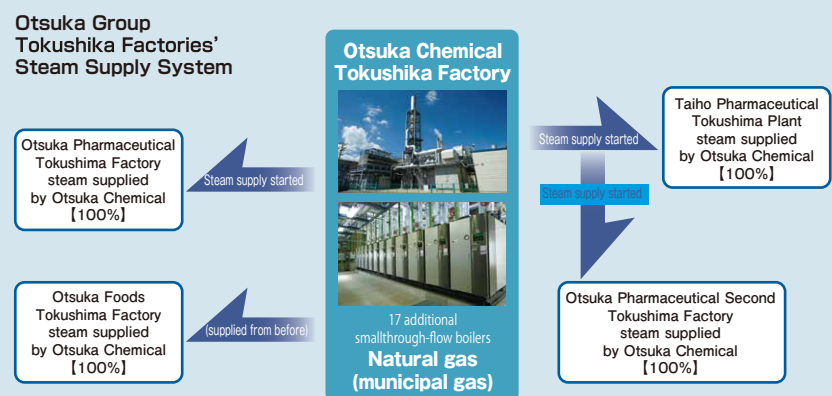 Otsuka Group
Tokushika Factories’
Steam Supply System
Otsuka Chemical
Tokushika Factory
Otsuka Pharmaceutical
Tokushima Factory
steam supplied
by Otsuka Chemical
【100%】
Steam supply started
Steam supply started
Taiho Pharmaceutical
Tokushima Plant
steam supplied
by Otsuka Chemical
【100%】
Steam supply started
Otsuka Foods
Tokushima Factory
steam supplied
by Otsuka Chemical
【100%】
(supplied from before)
17 additional
smallthrough-flow boilers
Natural gas
(municipal gas)
Otsuka Pharmaceutical Second
Tokushima Factory
steam supplied
by Otsuka Chemical
【100%】